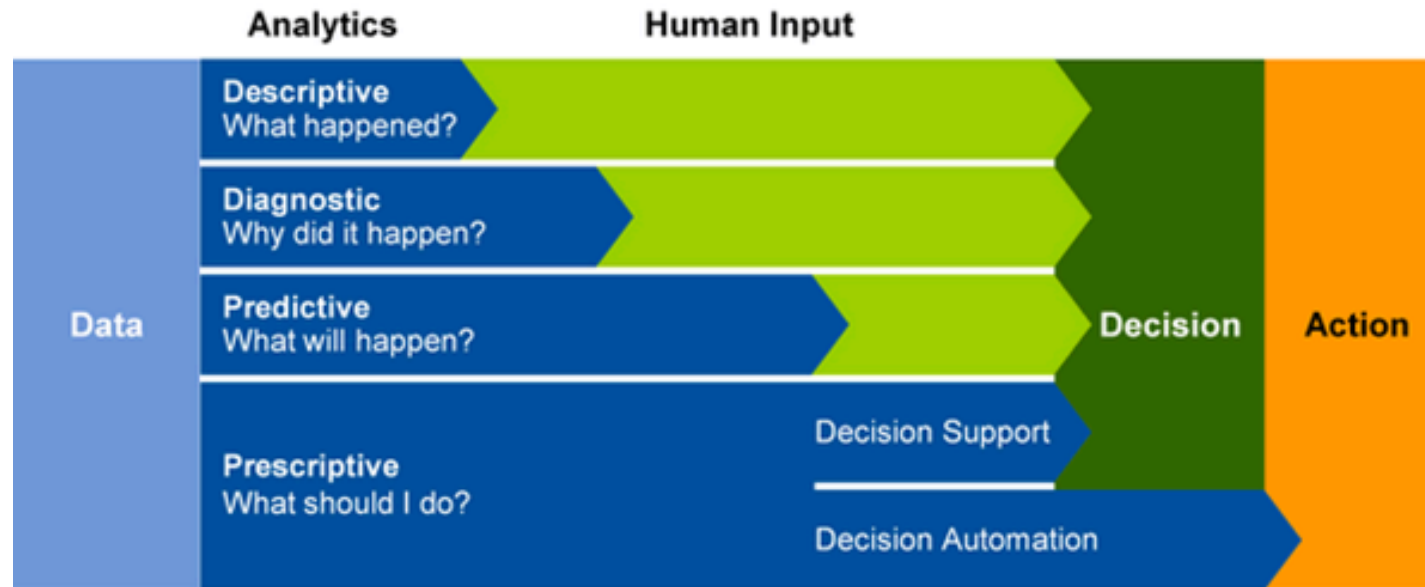 Analytics
Human Input
Descriptive
What happened?
Diagnostic
Why did it happen?
Predictive
What will happen?
Data
Decision
Action
Prescriptive
What should I do?
Decision Support
Decision Automation